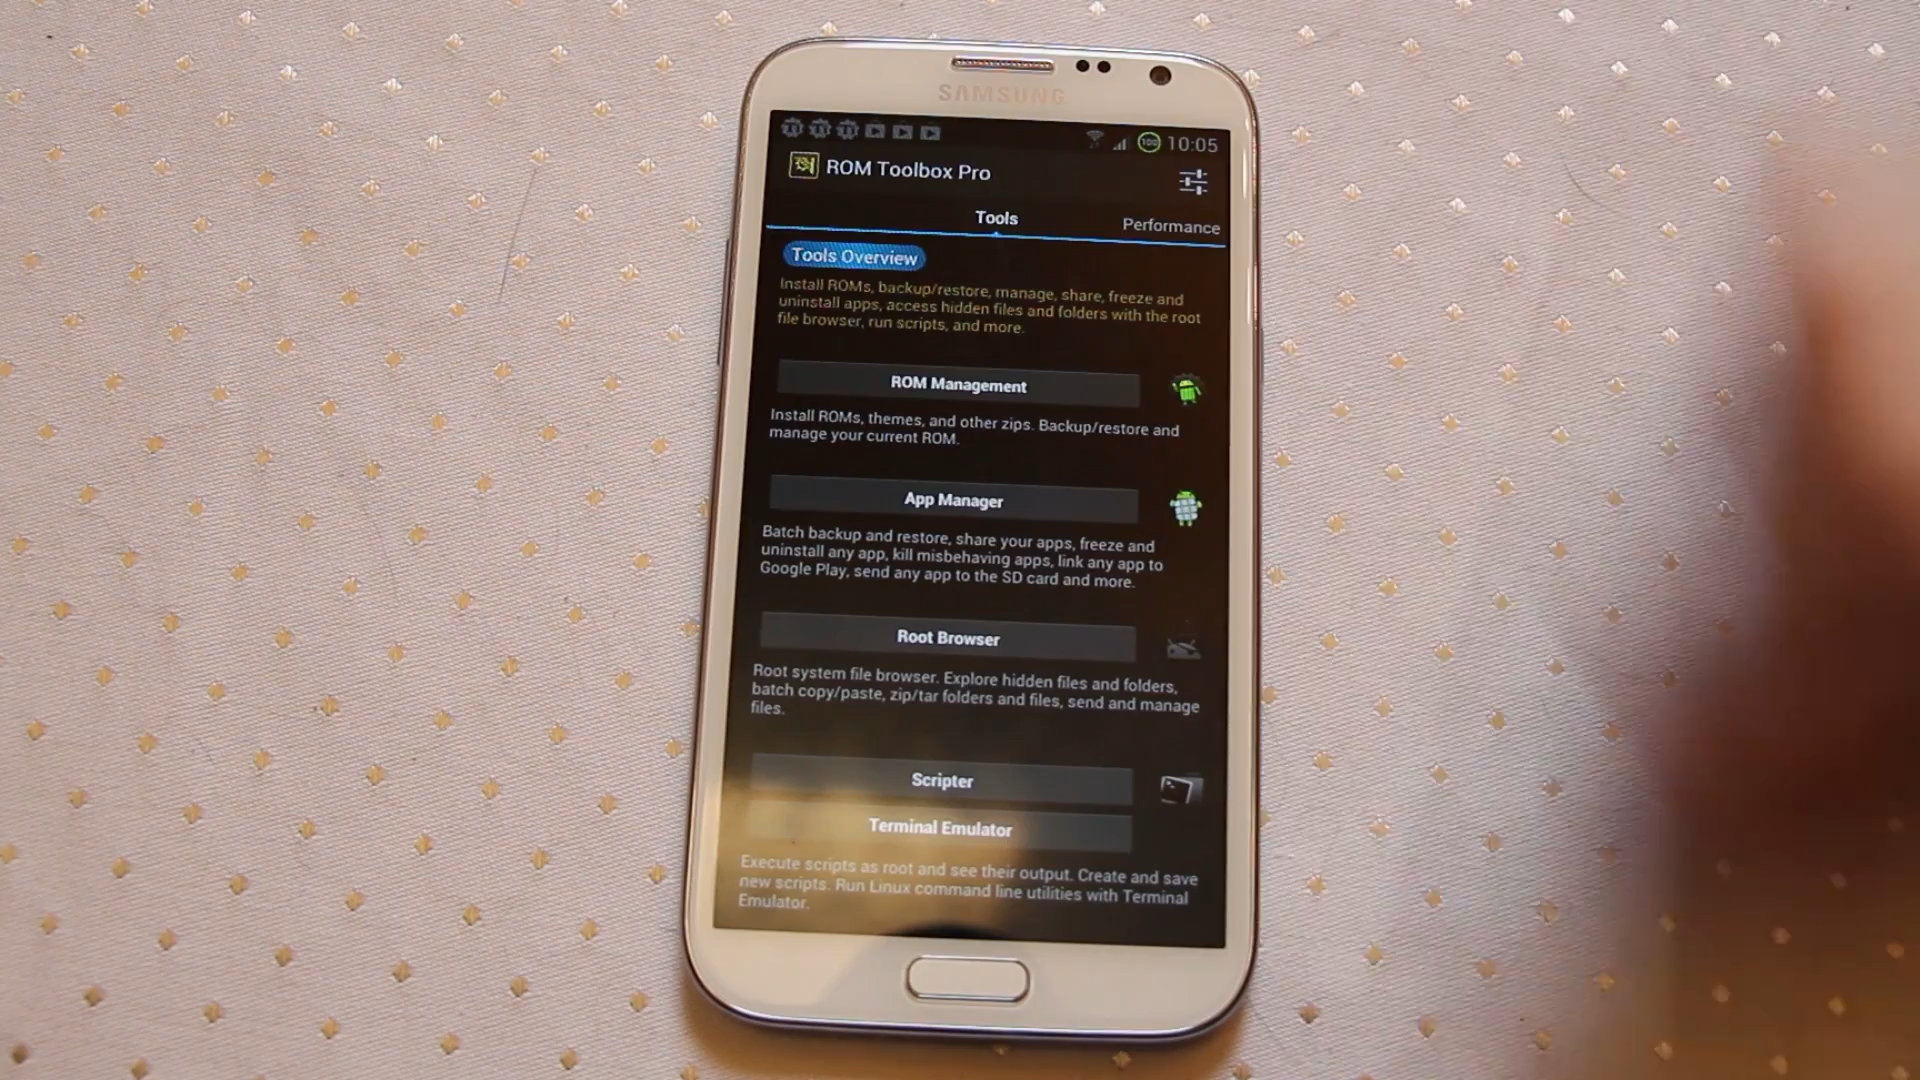 SAMSUNG
100 10:05
ROM Toolbox Pro
Tools Performance
Tools Overview
Install ROMs, backup/restore, manage, share, freeze and
uninstall apps, access hidden files and folders with the root
file browser, run scripts, and more.
ROM Management
Install ROMs, themes, and other zips. Backup/restore and
manage your current ROM.
App Manager
Batch backup and restore, share your apps, freeze and
uninstall any app, kill misbehaving apps, link any app to
Google Play, send any app to the SD card and more.
Root Browser
Root system file browser. Explore hidden files and folders,
batch copy/paste, zip/tar folders and files, send and manage
files.
Scripter
Terminal Emulator
Execute scripts as root and see their output. Create and save
new scripts. Run Linux command line utilities with Terminal
Emulator.